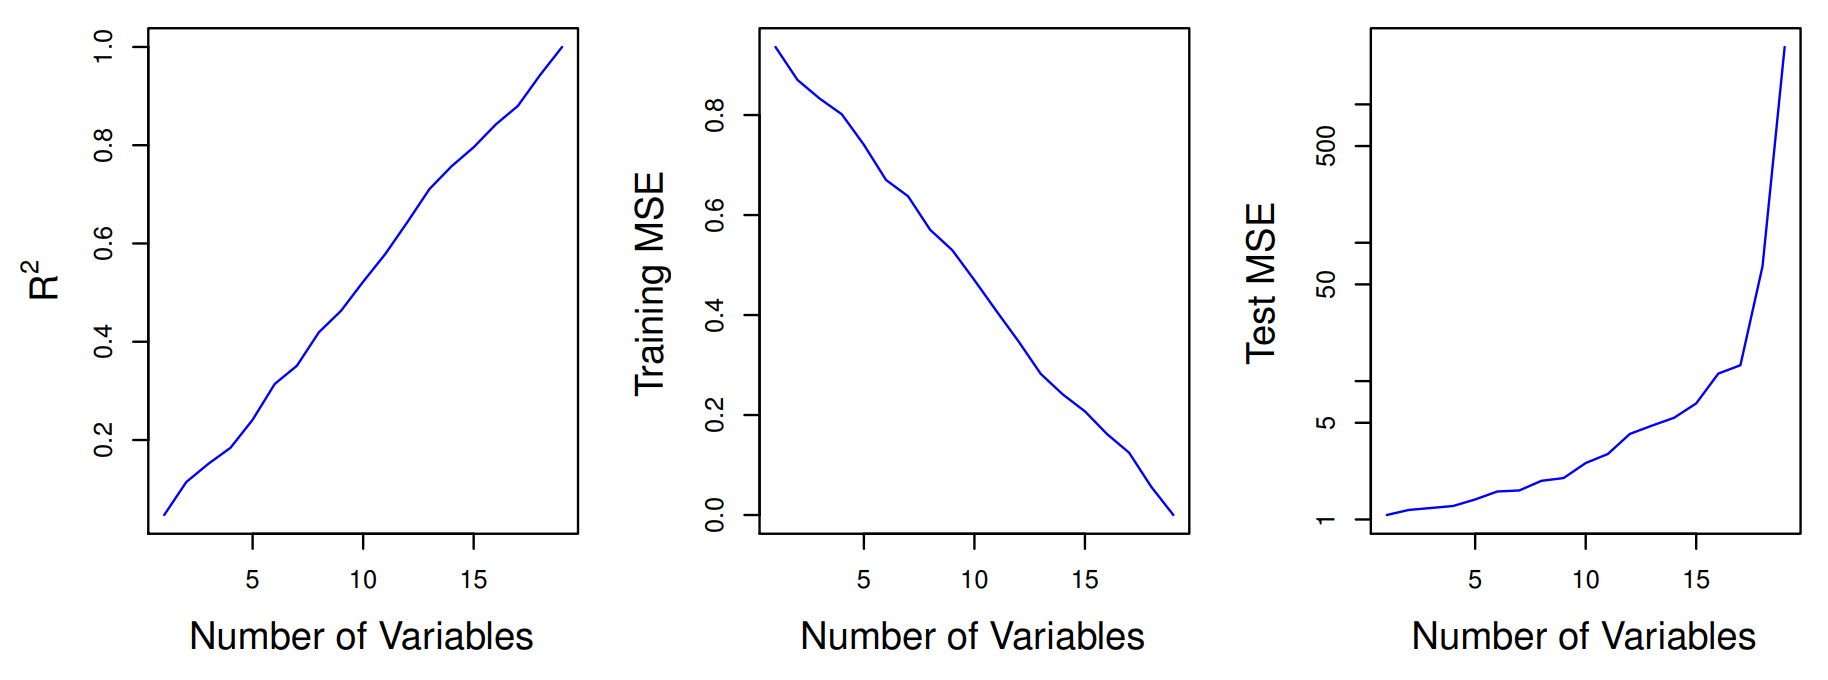 R²
1.0
0.8
0.6
0.4
0.2
5 10 15
Number of Variables
Training MSE
0.8
0.6
0.4
0.2
0.0
5 10 15
Number of Variables
Test MSE
500
50
5
1
5 10 15
Number of Variables